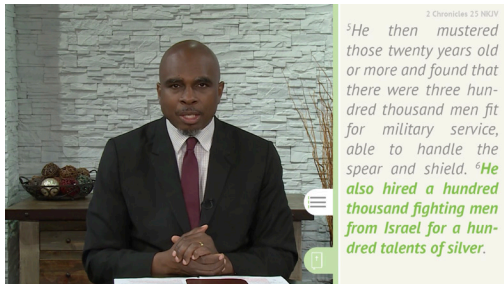 2 Chronicles 25 NKJV
⁵He then mustered
those twenty years old
or more and found that
there were three hun-
dred thousand men fit
for military service,
able to handle the
spear and shield. ⁶He
also hired a hundred
thousand fighting men
from Israel for a hun-
dred talents of silver.